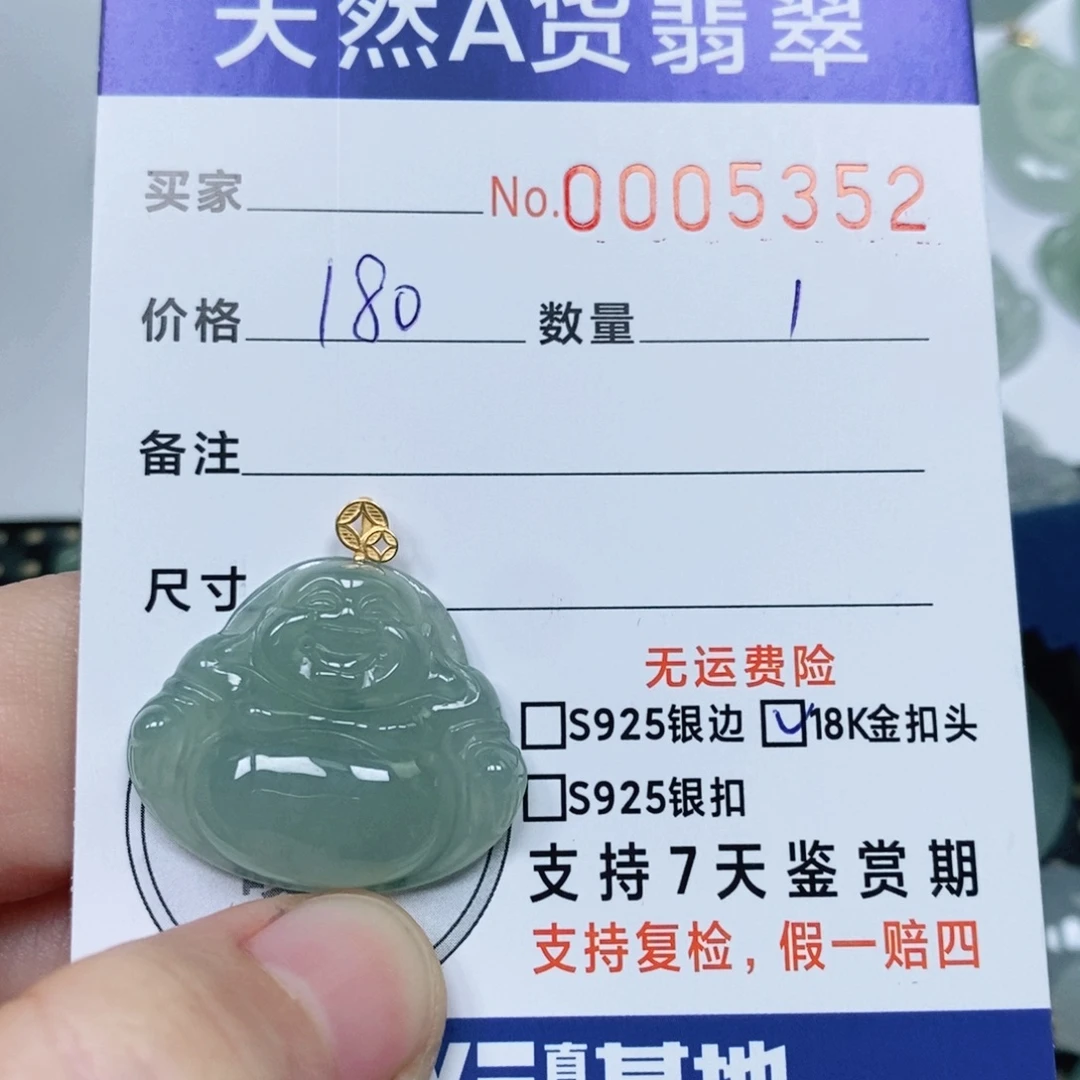 天然A货翡翠
买家 No.0005352
价格 180 数量 1
备注
尺寸
无运费险
S925银边 18K金扣头
S925银扣
支持7天鉴赏期
支持复检，假一赔四
直基地